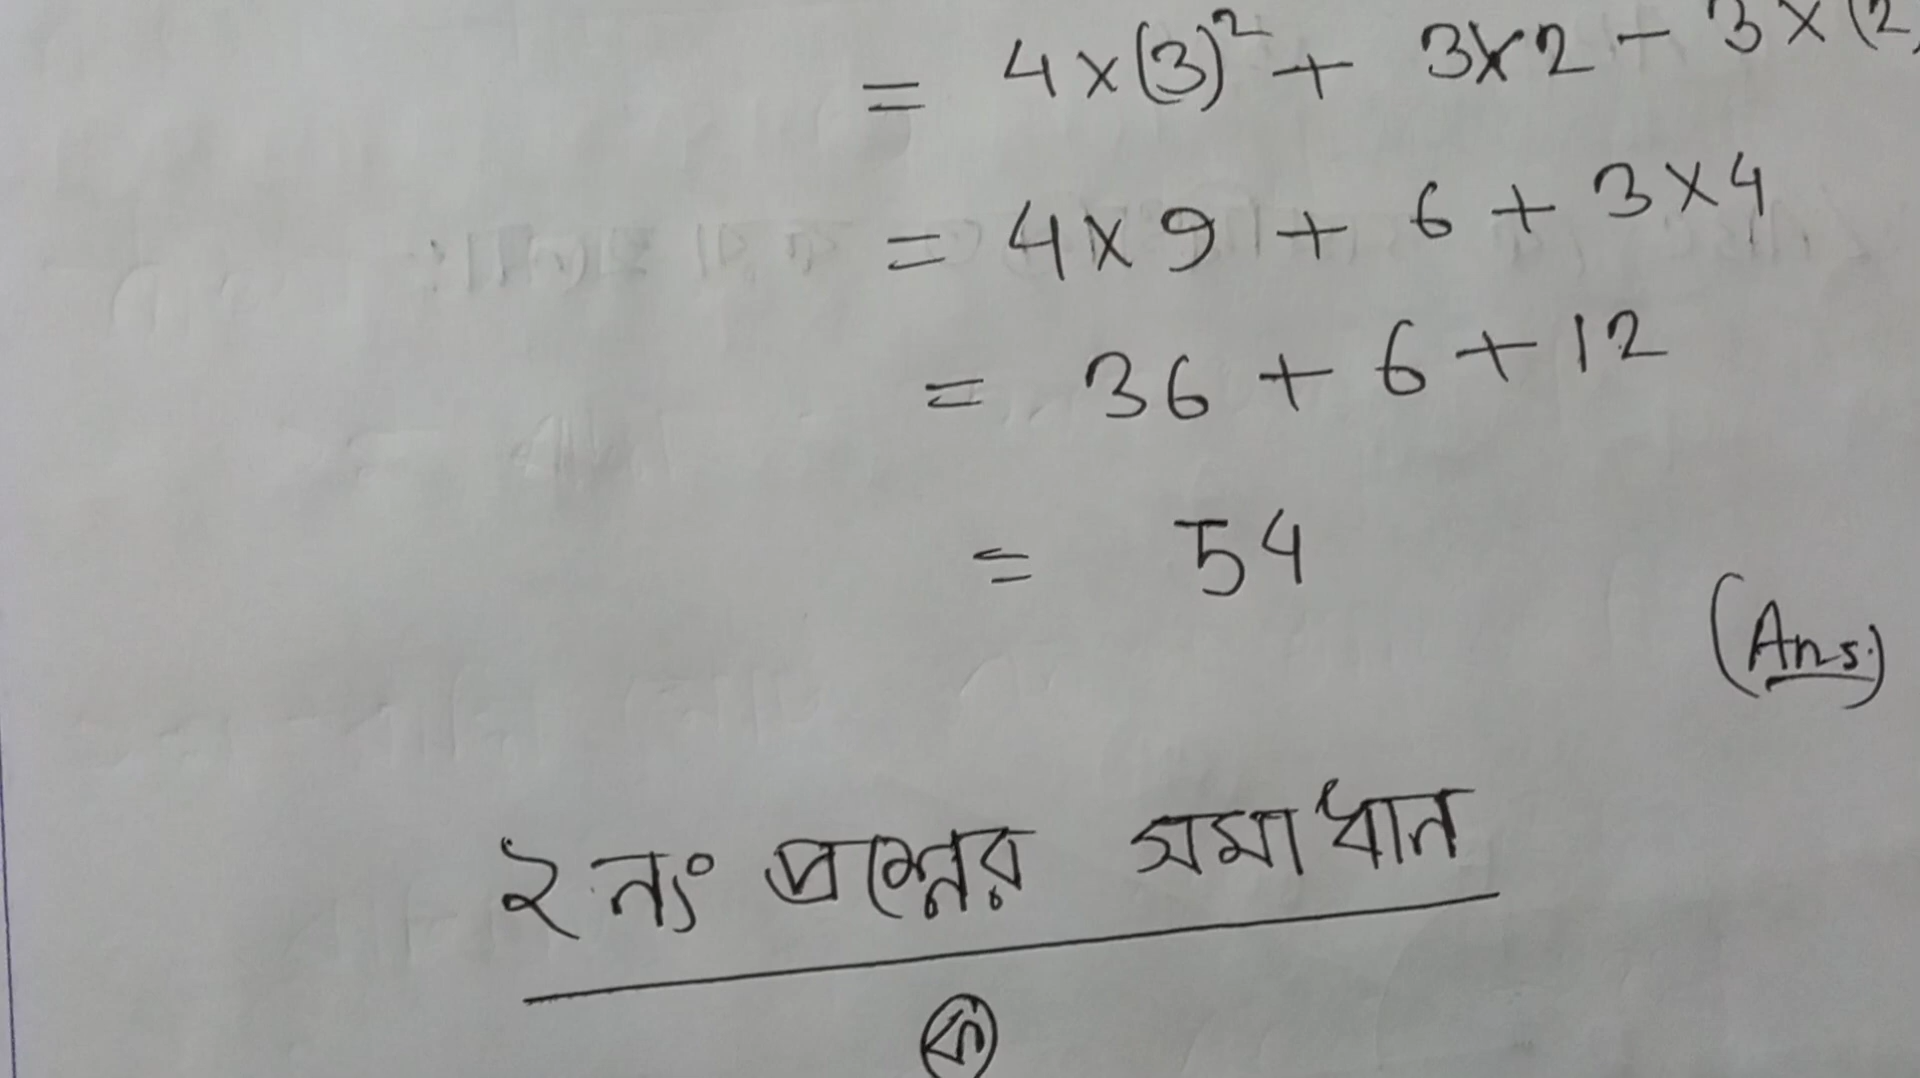 = 4×(3)² + 3×2 - 3×(2
= 4×9 + 6 + 3×4
= 36 + 6 + 12
= 54
(Ans.)
২ নং প্রশ্নের সমাধান
ক